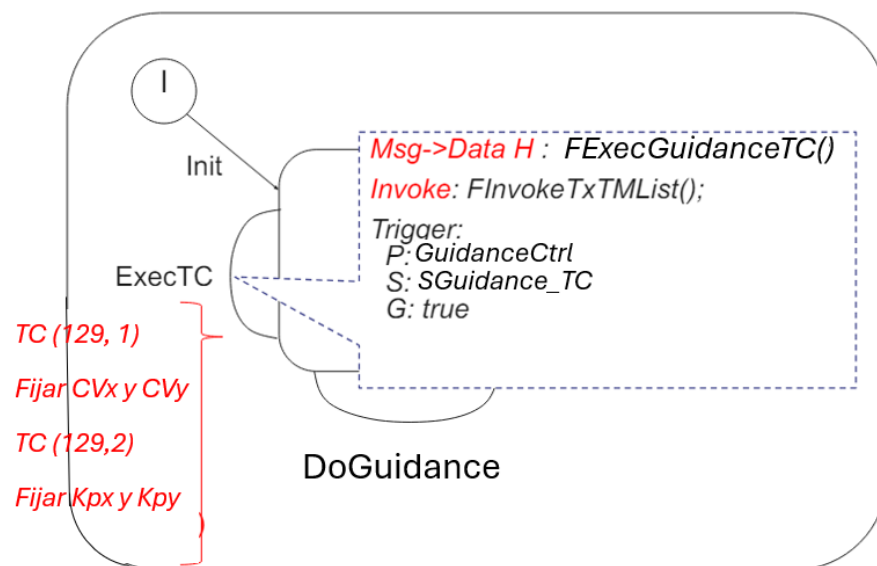 I
Init
Msg->Data H : FExecGuidanceTC()
Invoke: FInvokeTxTMList();
Trigger:
P: GuidanceCtrl
S: SGuidance_TC
G: true
ExecTC
TC (129, 1)
Fijar CVx y CVy
TC (129,2)
Fijar Kpx y Kpy
)
DoGuidance